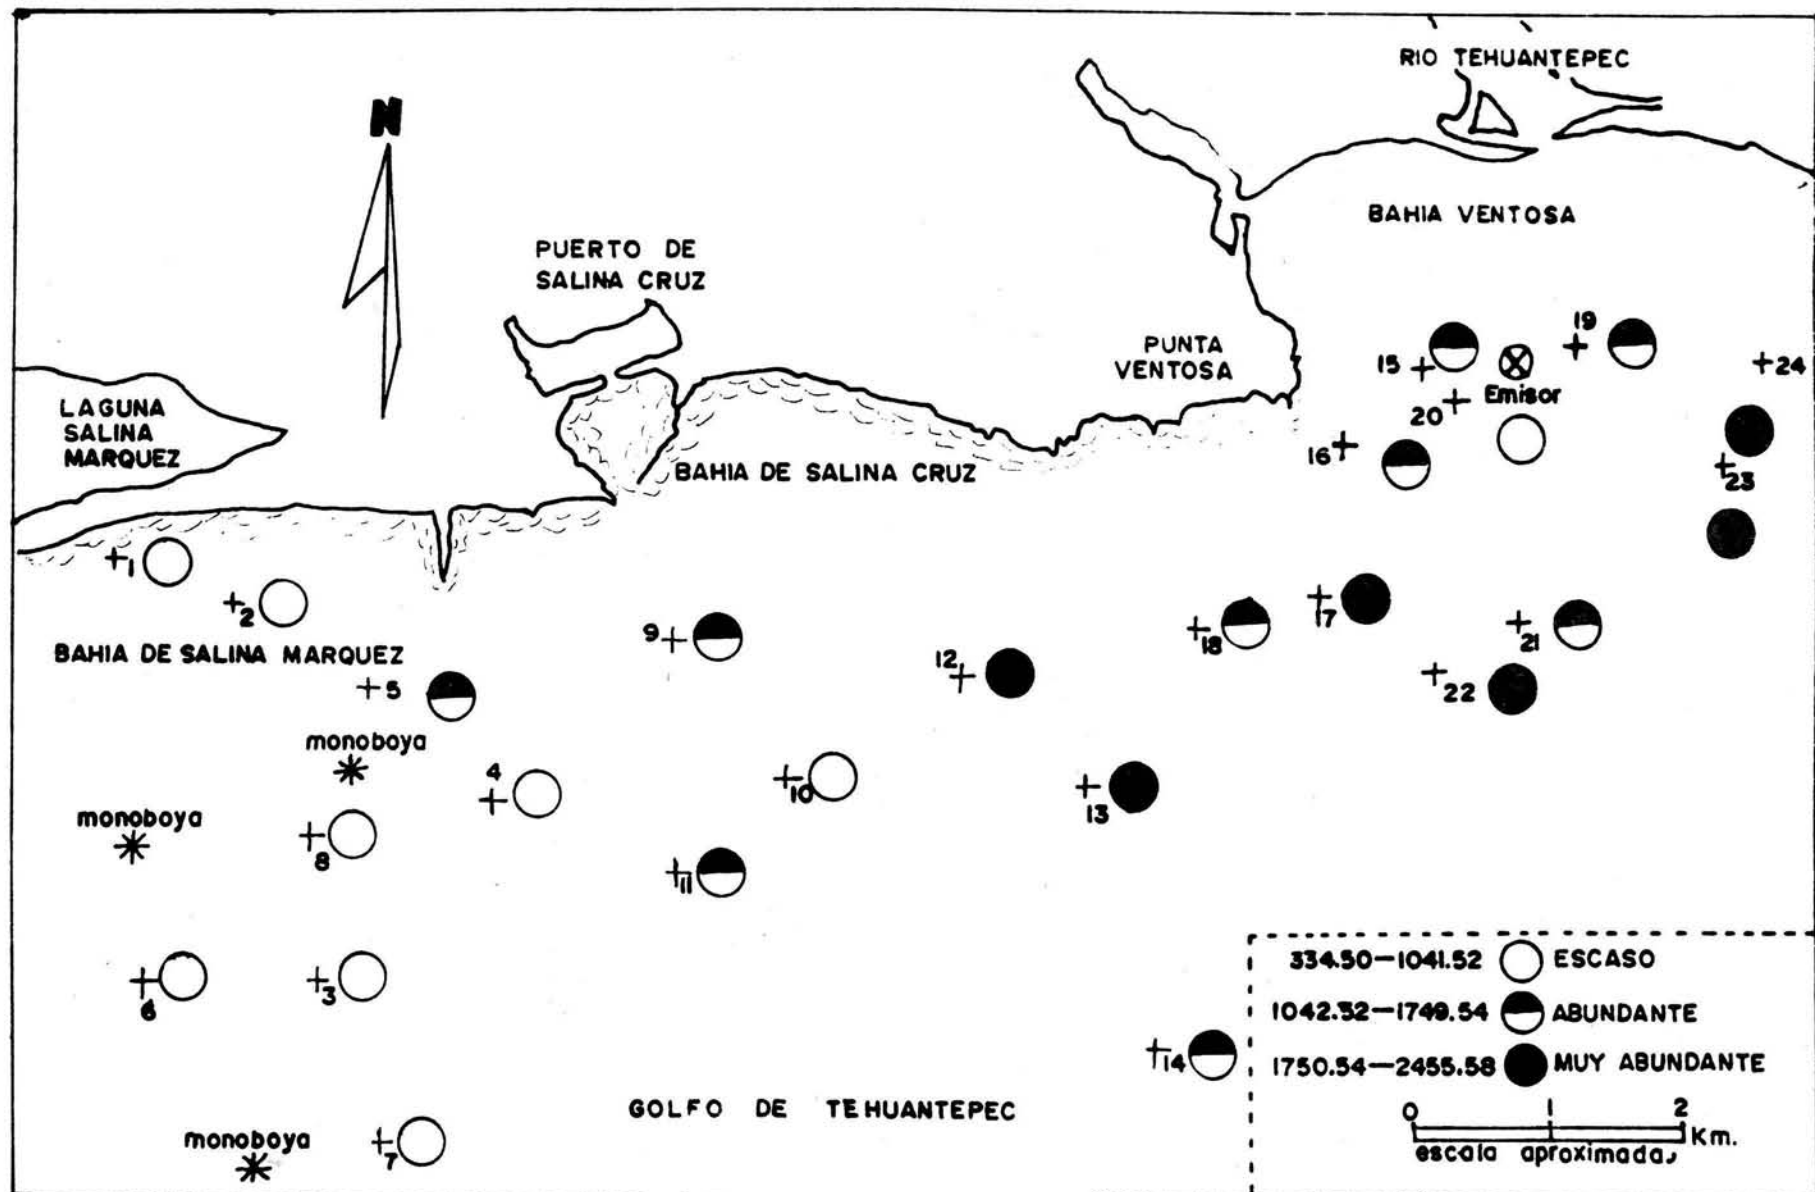 RIO TEHUANTEPEC
N
BAHIA VENTOSA
PUERTO DE
SALINA CRUZ
PUNTA
VENTOSA
15
19
24
20
Emisor
LAGUNA
SALINA
MARQUEZ
16
23
BAHIA DE SALINA CRUZ
1
2
9
18
17
21
BAHIA DE SALINA MARQUEZ
5
12
22
monoboya
4
10
13
monoboya
8
11
6
3
334.50—1041.52 ESCASO
1042.52—1749.54 ABUNDANTE
14
1750.54—2455.58 MUY ABUNDANTE
GOLFO DE TEHUANTEPEC
0 1 2
Km.
escala aproximada
monoboya
7